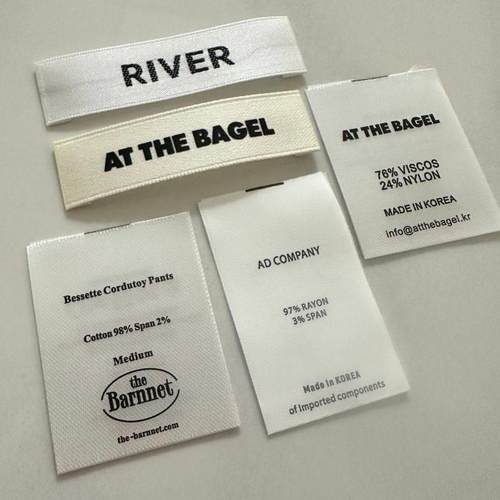 RIVER
AT THE BAGEL
AT THE BAGEL
76% VISCOS
24% NYLON
MADE IN KOREA
info@atthebagel.kr
Bessette Cordutoy Pants
Cotton 98% Span 2%
Medium
the
Barnnet
the-barnnet.com
AD COMPANY
97% RAYON
3% SPAN
Made in KOREA
of Imported components